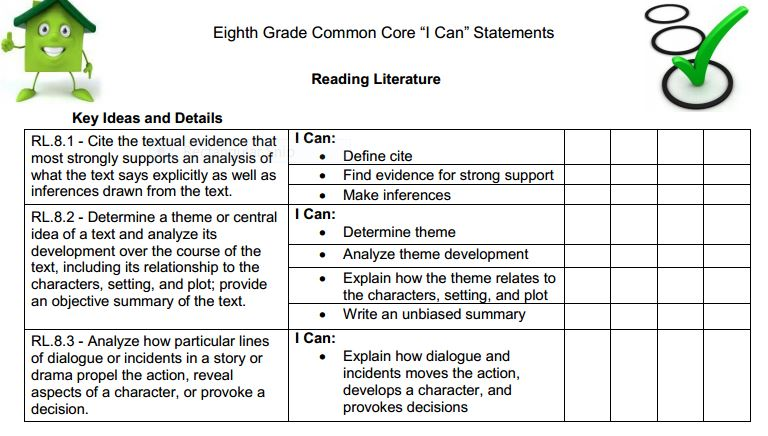 Eighth Grade Common Core “I Can” Statements
Reading Literature
Key Ideas and Details
RL.8.1 - Cite the textual evidence that
most strongly supports an analysis of
what the text says explicitly as well as
inferences drawn from the text.
I Can:
• Define cite
• Find evidence for strong support
• Make inferences
RL.8.2 - Determine a theme or central
idea of a text and analyze its
development over the course of the
text, including its relationship to the
characters, setting, and plot; provide
an objective summary of the text.
I Can:
• Determine theme
• Analyze theme development
• Explain how the theme relates to
the characters, setting, and plot
• Write an unbiased summary
RL.8.3 - Analyze how particular lines
of dialogue or incidents in a story or
drama propel the action, reveal
aspects of a character, or provoke a
decision.
I Can:
• Explain how dialogue and
incidents moves the action,
develops a character, and
provokes decisions